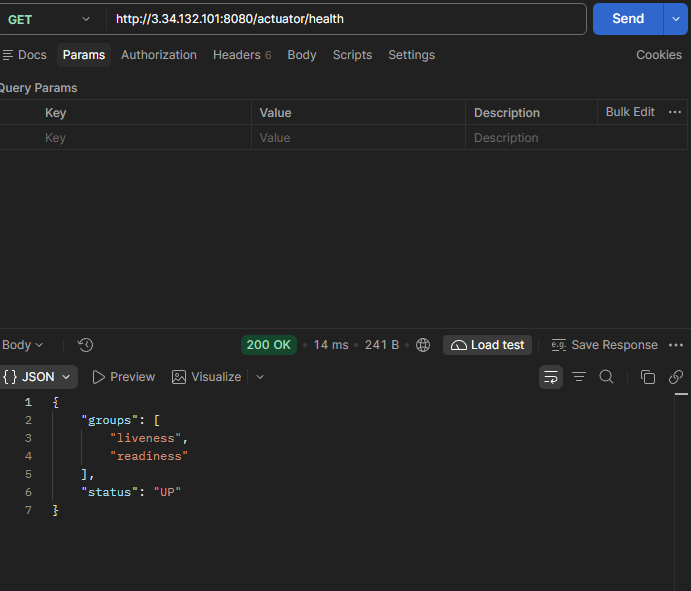 GET http://3.34.132.101:8080/actuator/health Send
Docs Params Authorization Headers 6 Body Scripts Settings Cookies
Query Params
Key Value Description Bulk Edit
Key Value Description
Body 200 OK 14 ms 241 B Load test e.g. Save Response
{} JSON Preview Visualize
1 {
2 "groups": [
3 "liveness",
4 "readiness"
5 ],
6 "status": "UP"
7 }